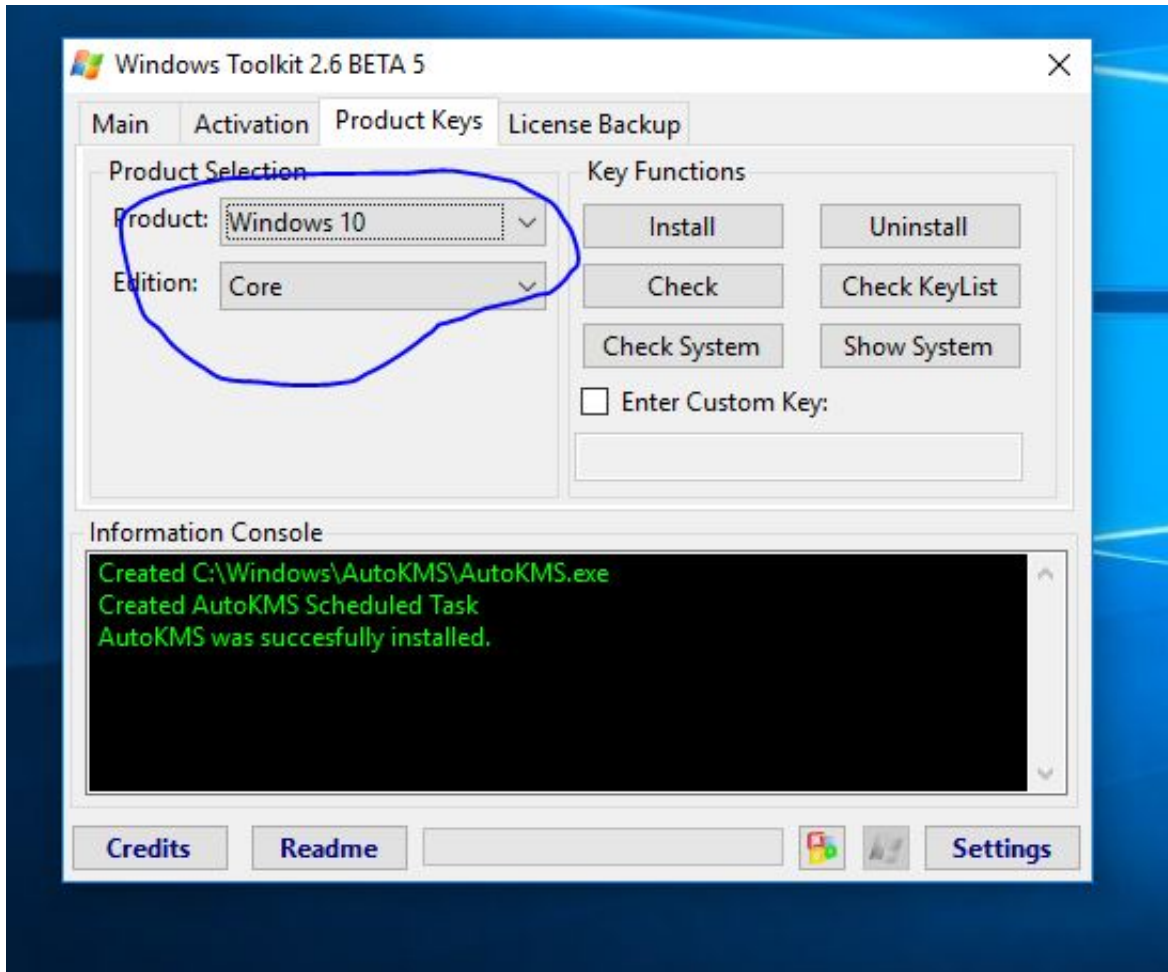 Windows Toolkit 2.6 BETA 5
Main Activation Product Keys License Backup
Product Selection
Product: Windows 10
Edition: Core
Key Functions
Install Uninstall
Check Check KeyList
Check System Show System
Enter Custom Key:
Information Console
Created C:\Windows\AutoKMS\AutoKMS.exe
Created AutoKMS Scheduled Task
AutoKMS was succesfully installed.
Credits Readme Settings